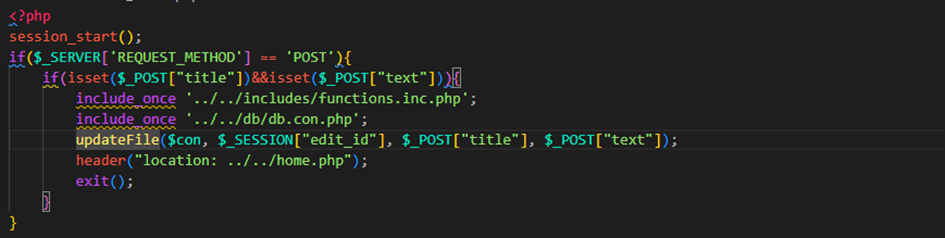 <?php
session_start();
if($_SERVER['REQUEST_METHOD'] == 'POST'){
if(isset($_POST["title"])&&isset($_POST["text"])){
include_once '../../includes/functions.inc.php';
include_once '../../db/db.con.php';
updateFile($con, $_SESSION["edit_id"], $_POST["title"], $_POST["text"]);
header("location: ../../home.php");
exit();
}
}